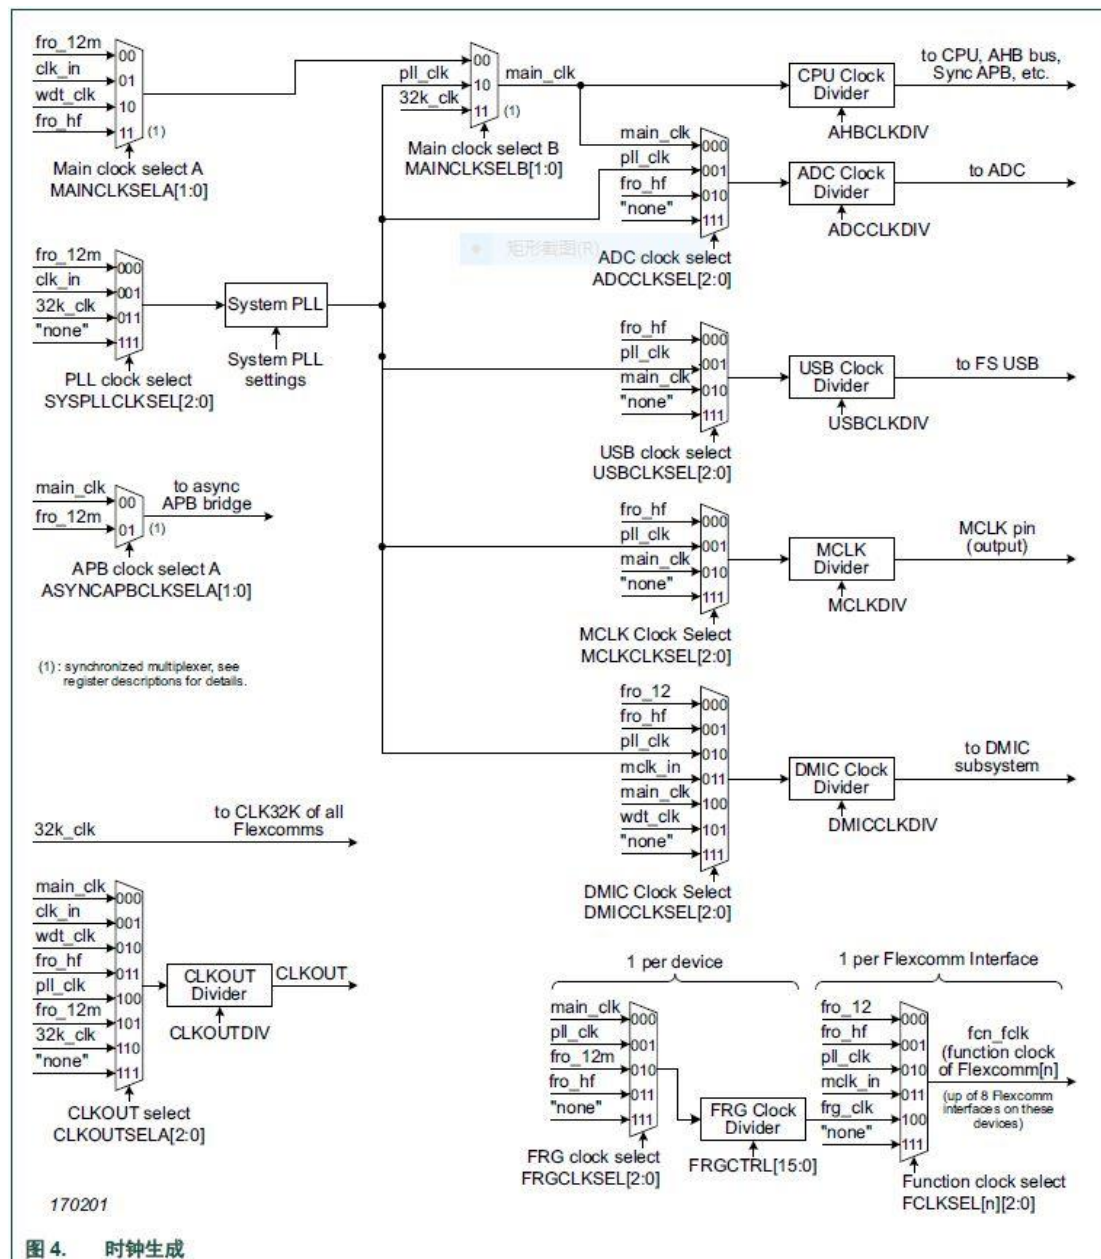 fro_12m
clk_in
wdt_clk
fro_hf
00
01
10
11
(1)
Main clock select A
MAINCLKSELA[1:0]
pll_clk
32k_clk
00
10
11
(1)
main_clk
Main clock select B
MAINCLKSELB[1:0]
CPU Clock
Divider
AHBCLKDIV
to CPU, AHB bus,
Sync APB, etc.
main_clk
pll_clk
fro_hf
"none"
000
001
010
111
ADC clock select
ADCCLKSEL[2:0]
ADC Clock
Divider
ADCCLKDIV
to ADC
矩形截图(R)
fro_12m
clk_in
32k_clk
"none"
000
001
011
111
PLL clock select
SYSPLLCLKSEL[2:0]
System PLL
System PLL
settings
fro_hf
pll_clk
main_clk
"none"
000
001
010
111
USB clock select
USBCLKSEL[2:0]
USB Clock
Divider
USBCLKDIV
to FS USB
main_clk
fro_12m
00
01
(1)
to async
APB bridge
APB clock select A
ASYNCAPBCLKSELA[1:0]
fro_hf
pll_clk
main_clk
"none"
000
001
010
111
MCLK Clock Select
MCLKCLKSEL[2:0]
MCLK
Divider
MCLKDIV
MCLK pin
(output)
(1) : synchronized multiplexer, see
register descriptions for details.
fro_12
fro_hf
pll_clk
mclk_in
main_clk
wdt_clk
"none"
000
001
010
011
100
101
111
DMIC Clock Select
DMICCLKSEL[2:0]
DMIC Clock
Divider
DMICCLKDIV
to DMIC
subsystem
32k_clk
to CLK32K of all
Flexcomms
main_clk
clk_in
wdt_clk
fro_hf
pll_clk
fro_12m
32k_clk
"none"
000
001
010
011
100
101
110
111
CLKOUT select
CLKOUTSELA[2:0]
CLKOUT
Divider
CLKOUTDIV
CLKOUT
1 per device
main_clk
pll_clk
fro_12m
fro_hf
"none"
000
001
010
011
111
FRG clock select
FRGCLKSEL[2:0]
FRG Clock
Divider
FRGCTRL[15:0]
1 per Flexcomm Interface
fro_12
fro_hf
pll_clk
mclk_in
frg_clk
"none"
000
001
010
011
100
111
Function clock select
FCLKSEL[n][2:0]
fcn_fclk
(function clock
of Flexcomm[n]
(up of 8 Flexcomm
interfaces on these
devices)
170201
图 4. 时钟生成